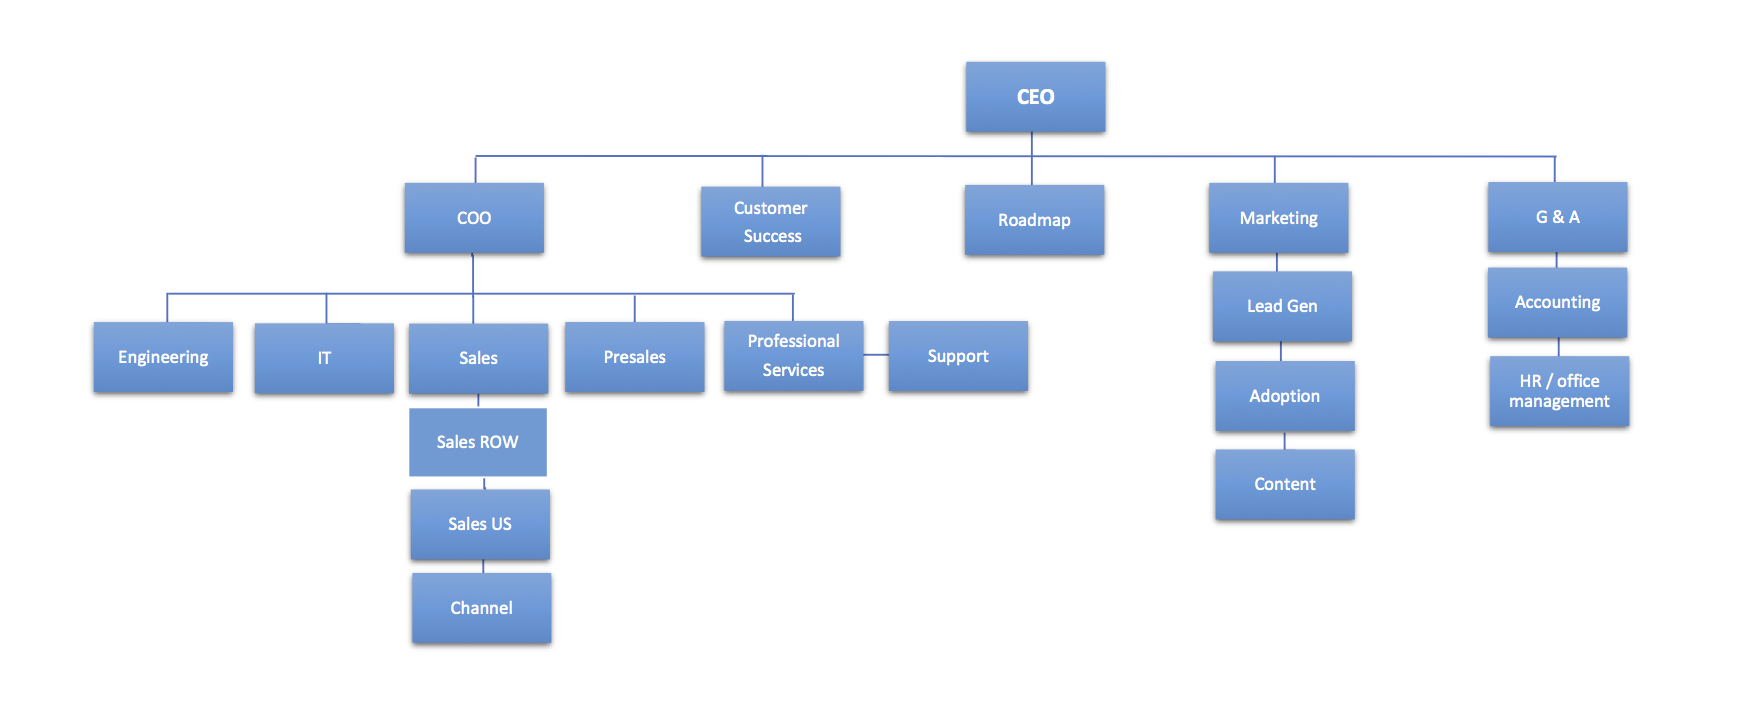 CEO
COO
Customer
Success
Roadmap
Marketing
G & A
Lead Gen
Accounting
Engineering
IT
Sales
Presales
Professional
Services
Support
Adoption
HR / office
management
Sales ROW
Content
Sales US
Channel